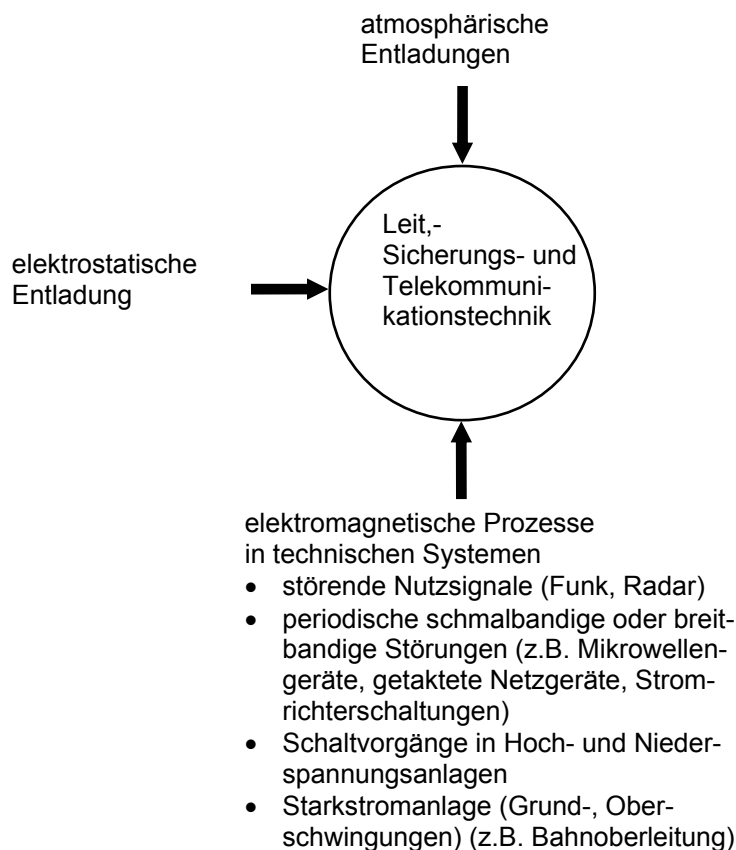 atmosphärische
Entladungen
Leit,-
Sicherungs- und
Telekommuni-
kationstechnik
elektrostatische
Entladung
elektromagnetische Prozesse
in technischen Systemen
• störende Nutzsignale (Funk, Radar)
• periodische schmalbandige oder breit-
bandige Störungen (z.B. Mikrowellen-
geräte, getaktete Netzgeräte, Strom-
richterschaltungen)
• Schaltvorgänge in Hoch- und Nieder-
spannungsanlagen
• Starkstromanlage (Grund-, Ober-
schwingungen) (z.B. Bahnoberleitung)